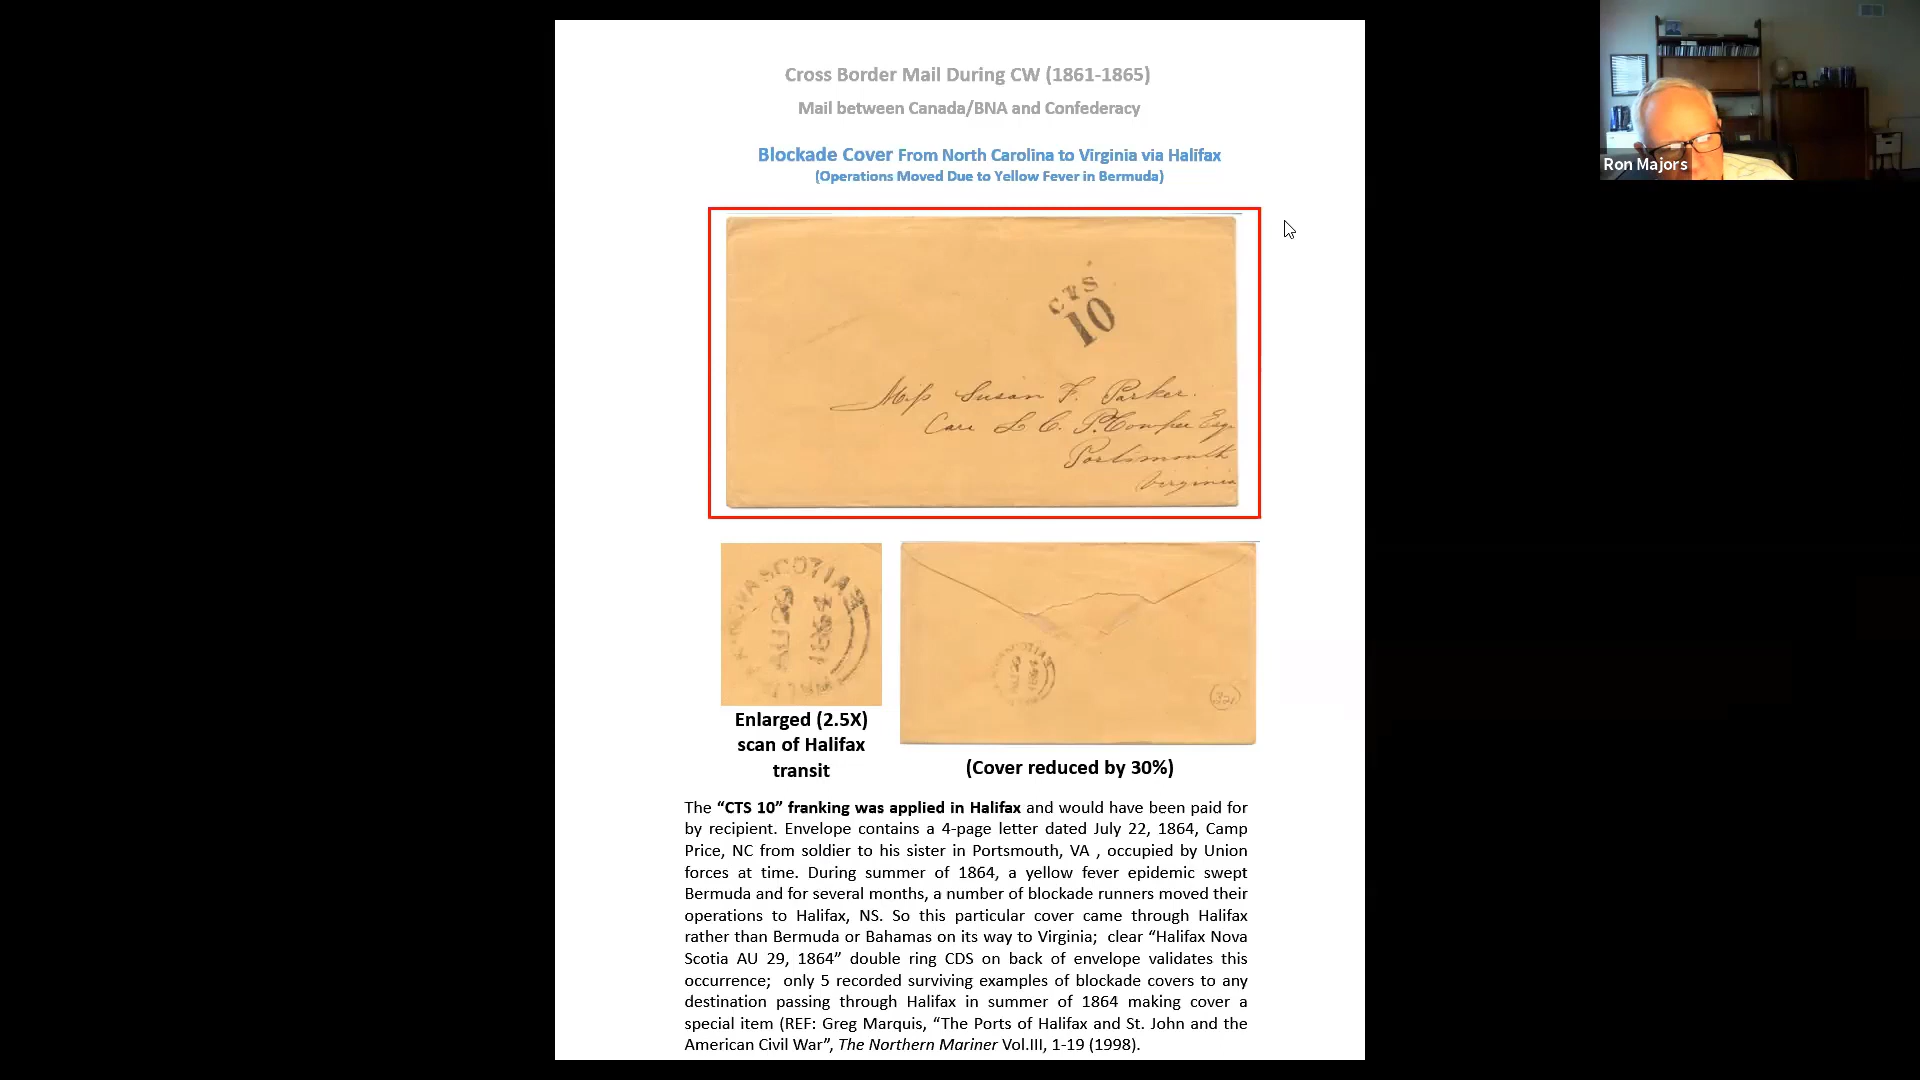 Cross Border Mail During CW (1861-1865)
Mail between Canada/BNA and Confederacy
Blockade Cover From North Carolina to Virginia via Halifax
(Operations Moved Due to Yellow Fever in Bermuda)
Ron Majors
CTS
10
Miss Susan F. Parker.
Care L C. P. Cowper Esq.
Portsmouth
Virginia
NOVA SCOTIA
AU 29
1864
Enlarged (2.5X)
scan of Halifax
transit
(Cover reduced by 30%)
The “CTS 10” franking was applied in Halifax and would have been paid for
by recipient. Envelope contains a 4-page letter dated July 22, 1864, Camp
Price, NC from soldier to his sister in Portsmouth, VA , occupied by Union
forces at time. During summer of 1864, a yellow fever epidemic swept
Bermuda and for several months, a number of blockade runners moved their
operations to Halifax, NS. So this particular cover came through Halifax
rather than Bermuda or Bahamas on its way to Virginia; clear “Halifax Nova
Scotia AU 29, 1864” double ring CDS on back of envelope validates this
occurrence; only 5 recorded surviving examples of blockade covers to any
destination passing through Halifax in summer of 1864 making cover a
special item (REF: Greg Marquis, “The Ports of Halifax and St. John and the
American Civil War”, The Northern Mariner Vol.III, 1-19 (1998).